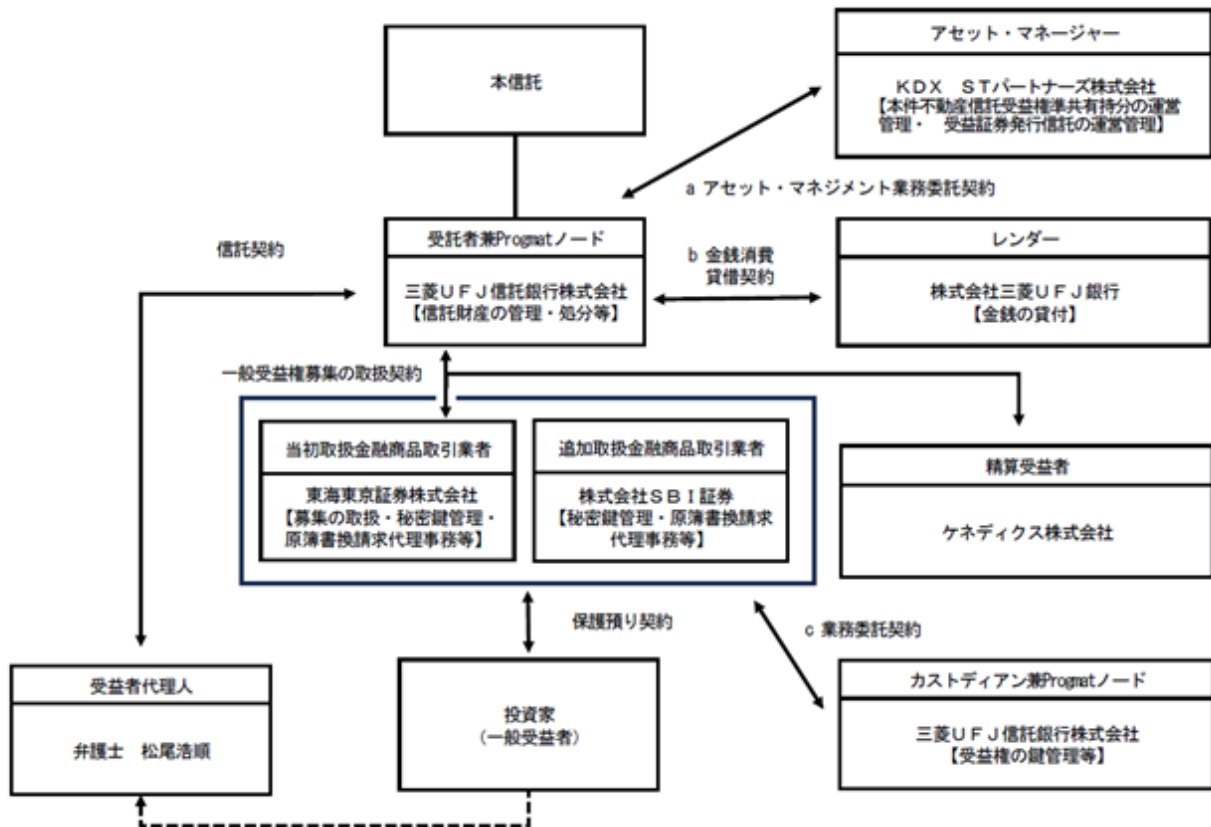 本信託
アセット・マネージャー
KDX STパートナーズ株式会社
【本件不動産信託受益権準共有持分の運営
管理・ 受益証券発行信託の運営管理】
a アセット・マネジメント業務委託契約
信託契約
受託者兼Progmatノード
三菱UFJ信託銀行株式会社
【信託財産の管理・処分等】
b 金銭消費
貸借契約
レンダー
株式会社三菱UFJ銀行
【金銭の貸付】
一般受益権募集の取扱契約
当初取扱金融商品取引業者
東海東京証券株式会社
【募集の取扱・秘密鍵管理・
原簿書換請求代理事務等】
追加取扱金融商品取引業者
株式会社SBI証券
【秘密鍵管理・原簿書換請求
代理事務等】
精算受益者
ケネディクス株式会社
保護預り契約
c 業務委託契約
受益者代理人
弁護士 松尾浩順
投資家
(一般受益者)
カストディアン兼Progmatノード
三菱UFJ信託銀行株式会社
【受益権の鍵管理等】